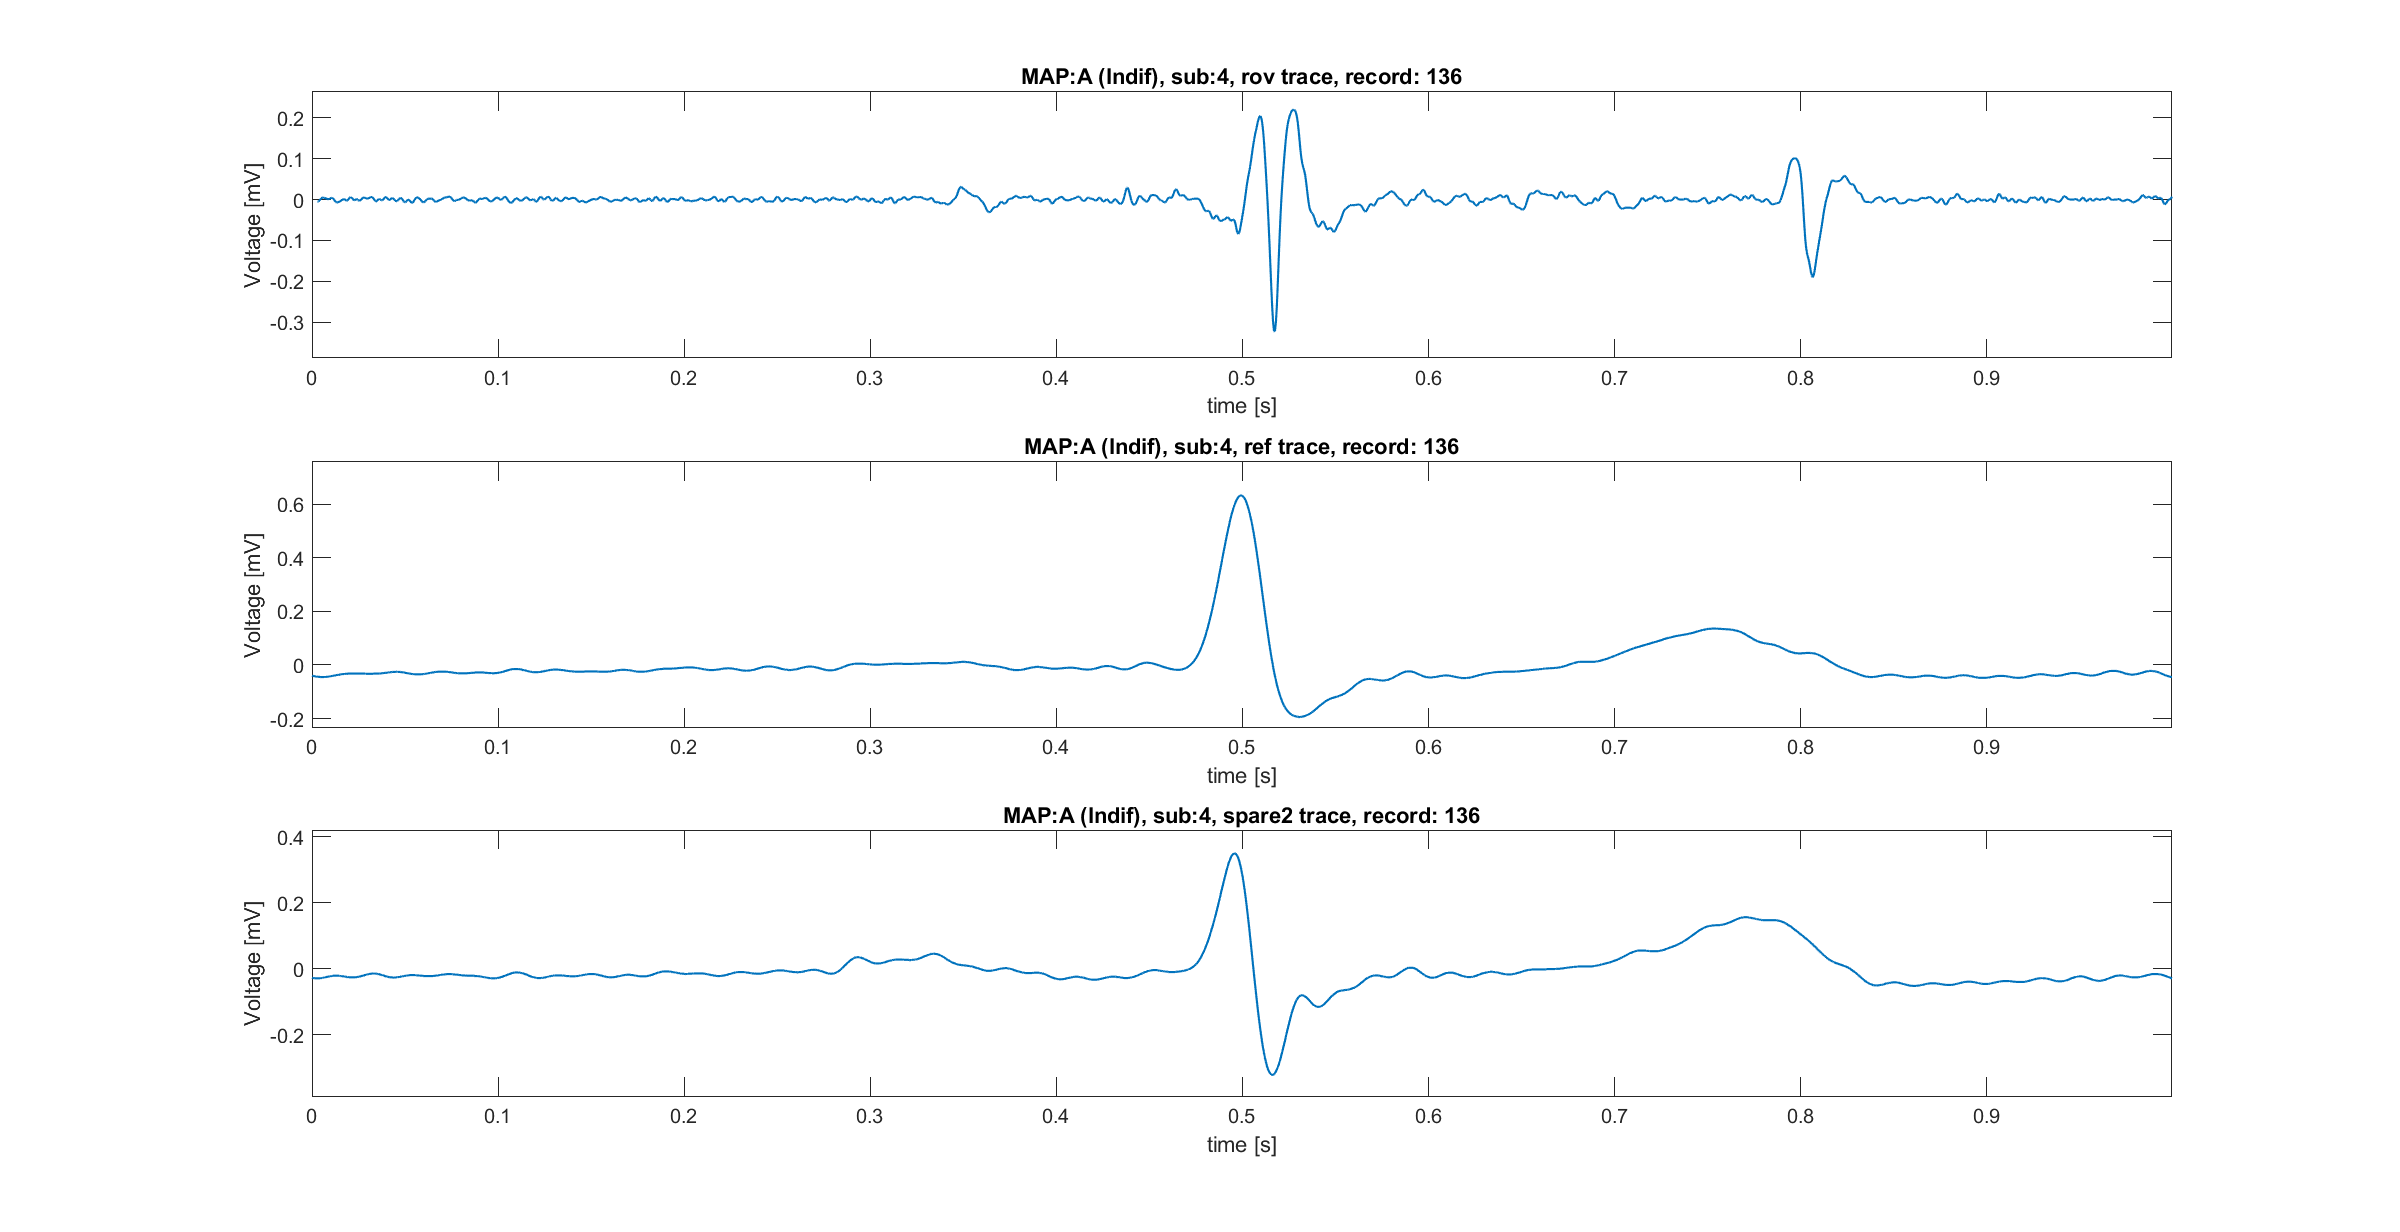 MAP:A (Indif), sub:4, rov trace, record: 136
Voltage [mV]
0.2
0.1
0
-0.1
-0.2
-0.3
0 0.1 0.2 0.3 0.4 0.5 0.6 0.7 0.8 0.9
time [s]
MAP:A (Indif), sub:4, ref trace, record: 136
Voltage [mV]
0.6
0.4
0.2
0
-0.2
0 0.1 0.2 0.3 0.4 0.5 0.6 0.7 0.8 0.9
time [s]
MAP:A (Indif), sub:4, spare2 trace, record: 136
Voltage [mV]
0.4
0.2
0
-0.2
0 0.1 0.2 0.3 0.4 0.5 0.6 0.7 0.8 0.9
time [s]